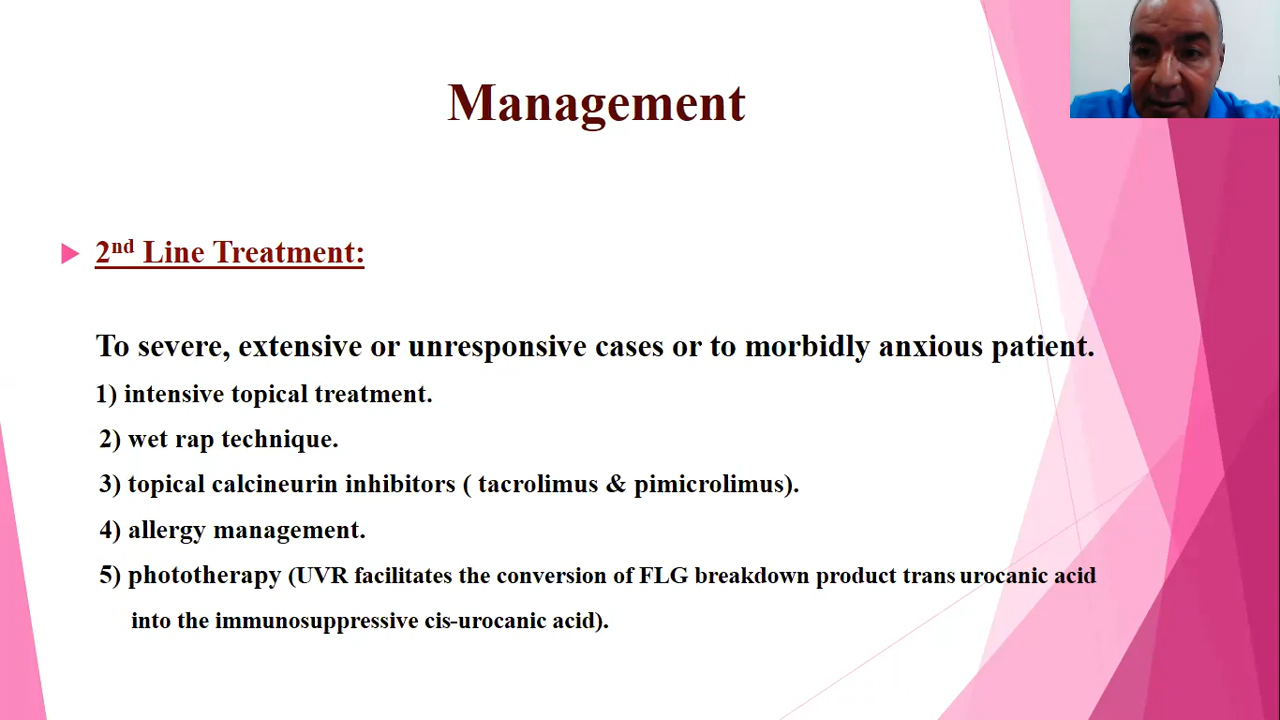 Management
2nd Line Treatment:
To severe, extensive or unresponsive cases or to morbidly anxious patient.
1) intensive topical treatment.
2) wet rap technique.
3) topical calcineurin inhibitors ( tacrolimus & pimicrolimus).
4) allergy management.
5) phototherapy (UVR facilitates the conversion of FLG breakdown product trans urocanic acid
into the immunosuppressive cis-urocanic acid).